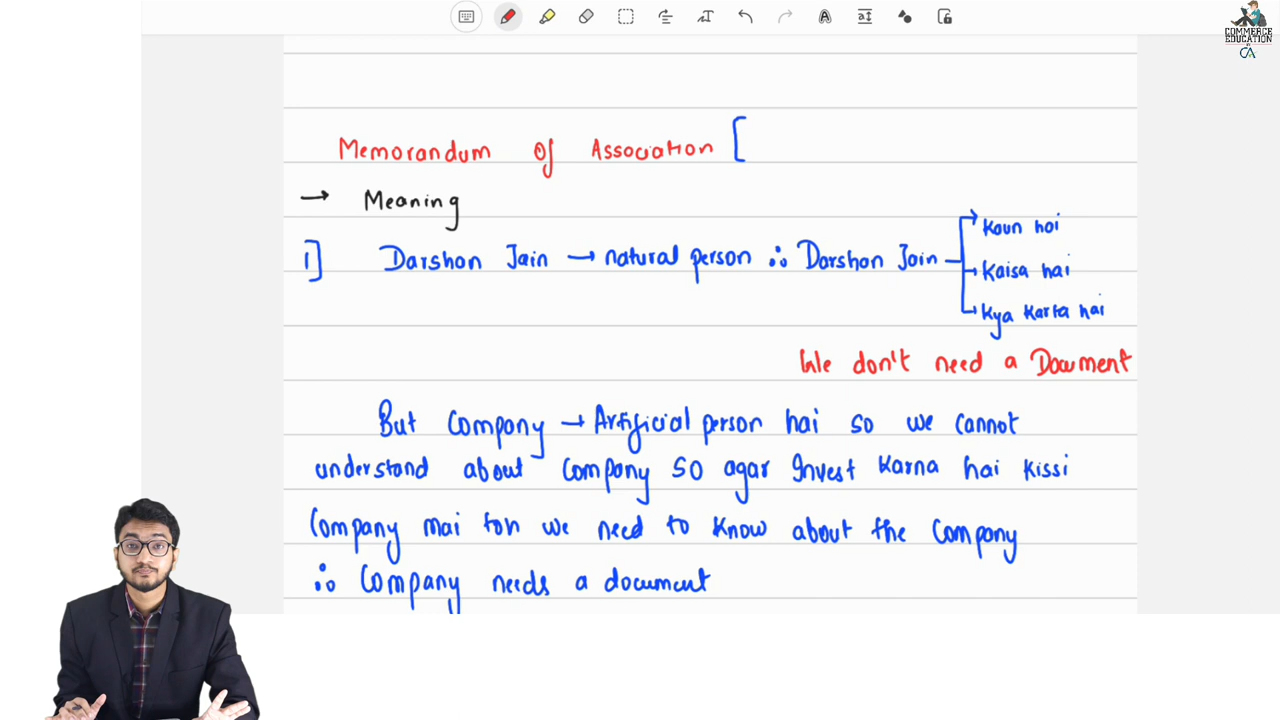 COMMERCE
EDUCATION
BY
CA
Memorandum of Association [
→ Meaning
1] Darshan Jain → natural person ∴ Darshan Jain
Kaun hai
Kaisa hai
Kya Karta hai
We don't need a Document
But Company → Artificial person hai so we cannot
understand about Company so agar Invest Karna hai Kissi
Company mai toh we need to Know about the Company
∴ Company needs a document